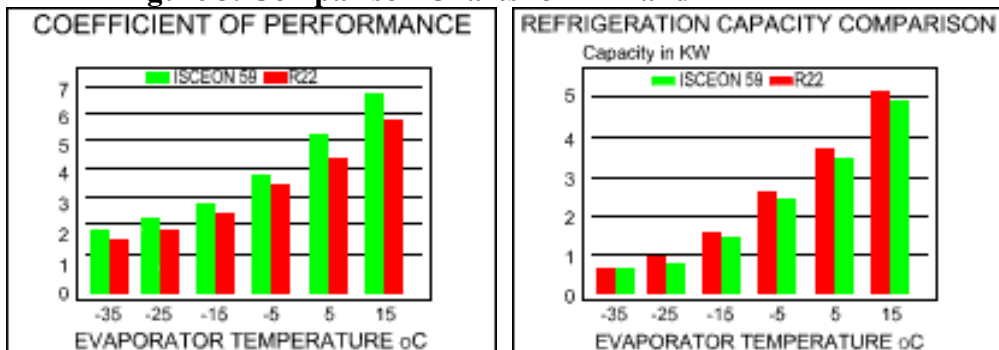 COEFFICIENT OF PERFORMANCE
ISCEON 59 R22
7
6
5
4
3
2
1
0
-35 -25 -15 -5 5 15
EVAPORATOR TEMPERATURE oC
REFRIGERATION CAPACITY COMPARISON
Capacity in KW
ISCEON 59 R22
5
4
3
2
1
0
-35 -25 -15 -5 5 15
EVAPORATOR TEMPERATURE oC